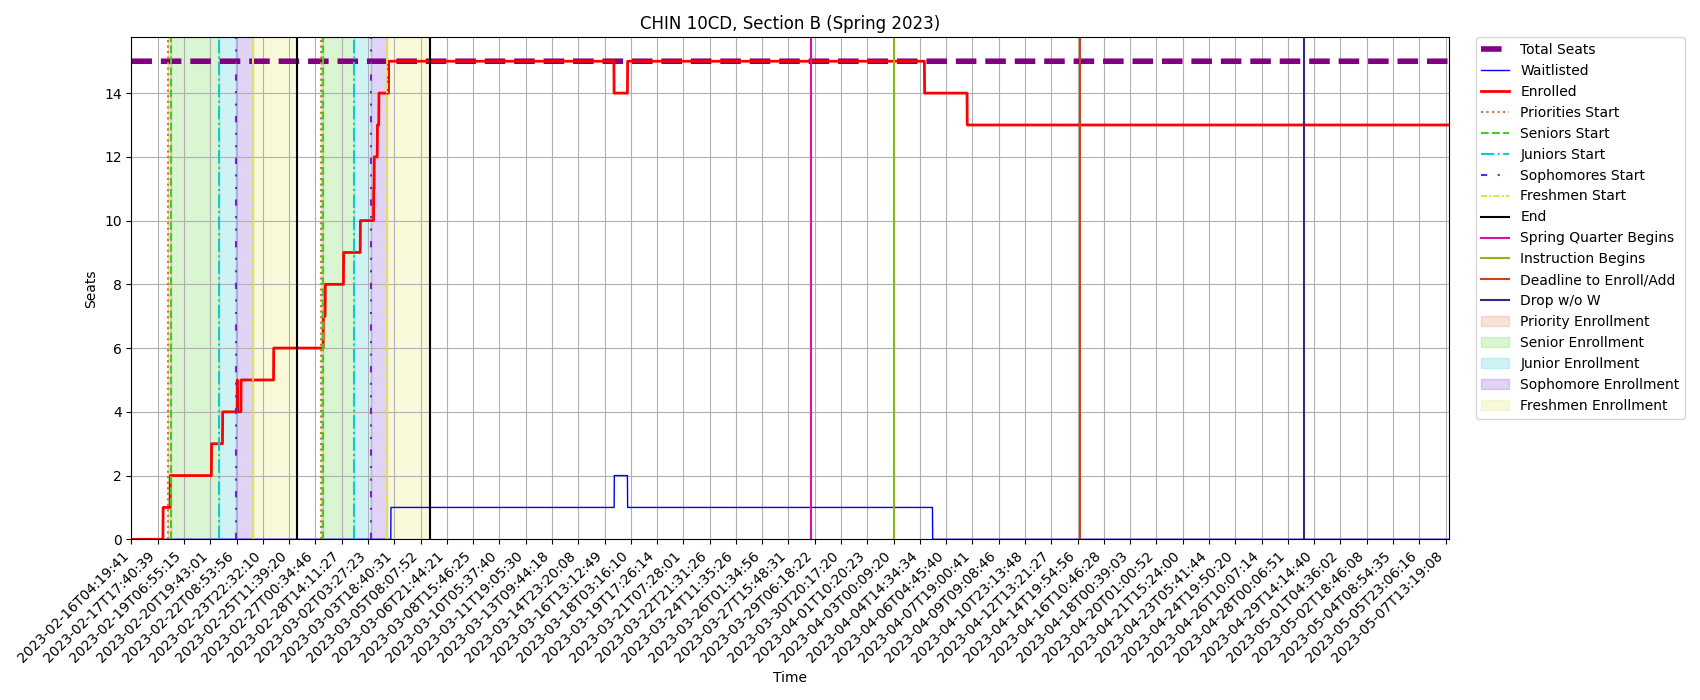 CHIN 10CD, Section B (Spring 2023)
Seats
14
12
10
8
6
4
2
0
2023-02-16T04:19:41
2023-02-17T17:40:39
2023-02-19T06:55:15
2023-02-20T19:43:01
2023-02-22T08:53:56
2023-02-23T22:32:10
2023-02-25T11:39:20
2023-02-27T00:34:46
2023-02-28T14:11:27
2023-03-02T03:27:23
2023-03-03T18:40:31
2023-03-05T08:07:52
2023-03-06T21:44:21
2023-03-08T15:46:25
2023-03-10T05:37:40
2023-03-11T19:05:30
2023-03-13T09:44:18
2023-03-14T23:20:08
2023-03-16T13:12:49
2023-03-18T03:16:10
2023-03-19T17:26:14
2023-03-21T07:28:01
2023-03-22T21:31:26
2023-03-24T11:35:26
2023-03-26T01:34:56
2023-03-27T15:48:31
2023-03-29T06:18:22
2023-03-30T20:17:20
2023-04-01T10:20:23
2023-04-03T00:09:20
2023-04-04T14:34:34
2023-04-06T04:45:40
2023-04-07T19:00:41
2023-04-09T09:08:46
2023-04-10T23:13:48
2023-04-12T13:21:27
2023-04-14T19:54:56
2023-04-16T10:46:28
2023-04-18T00:39:03
2023-04-20T01:00:52
2023-04-21T15:24:00
2023-04-23T05:41:44
2023-04-24T19:50:20
2023-04-26T10:07:14
2023-04-28T00:06:51
2023-04-29T14:14:40
2023-05-01T04:36:02
2023-05-02T18:46:08
2023-05-04T08:54:35
2023-05-05T23:06:16
2023-05-07T13:19:08
Time
Total Seats
Waitlisted
Enrolled
Priorities Start
Seniors Start
Juniors Start
Sophomores Start
Freshmen Start
End
Spring Quarter Begins
Instruction Begins
Deadline to Enroll/Add
Drop w/o W
Priority Enrollment
Senior Enrollment
Junior Enrollment
Sophomore Enrollment
Freshmen Enrollment